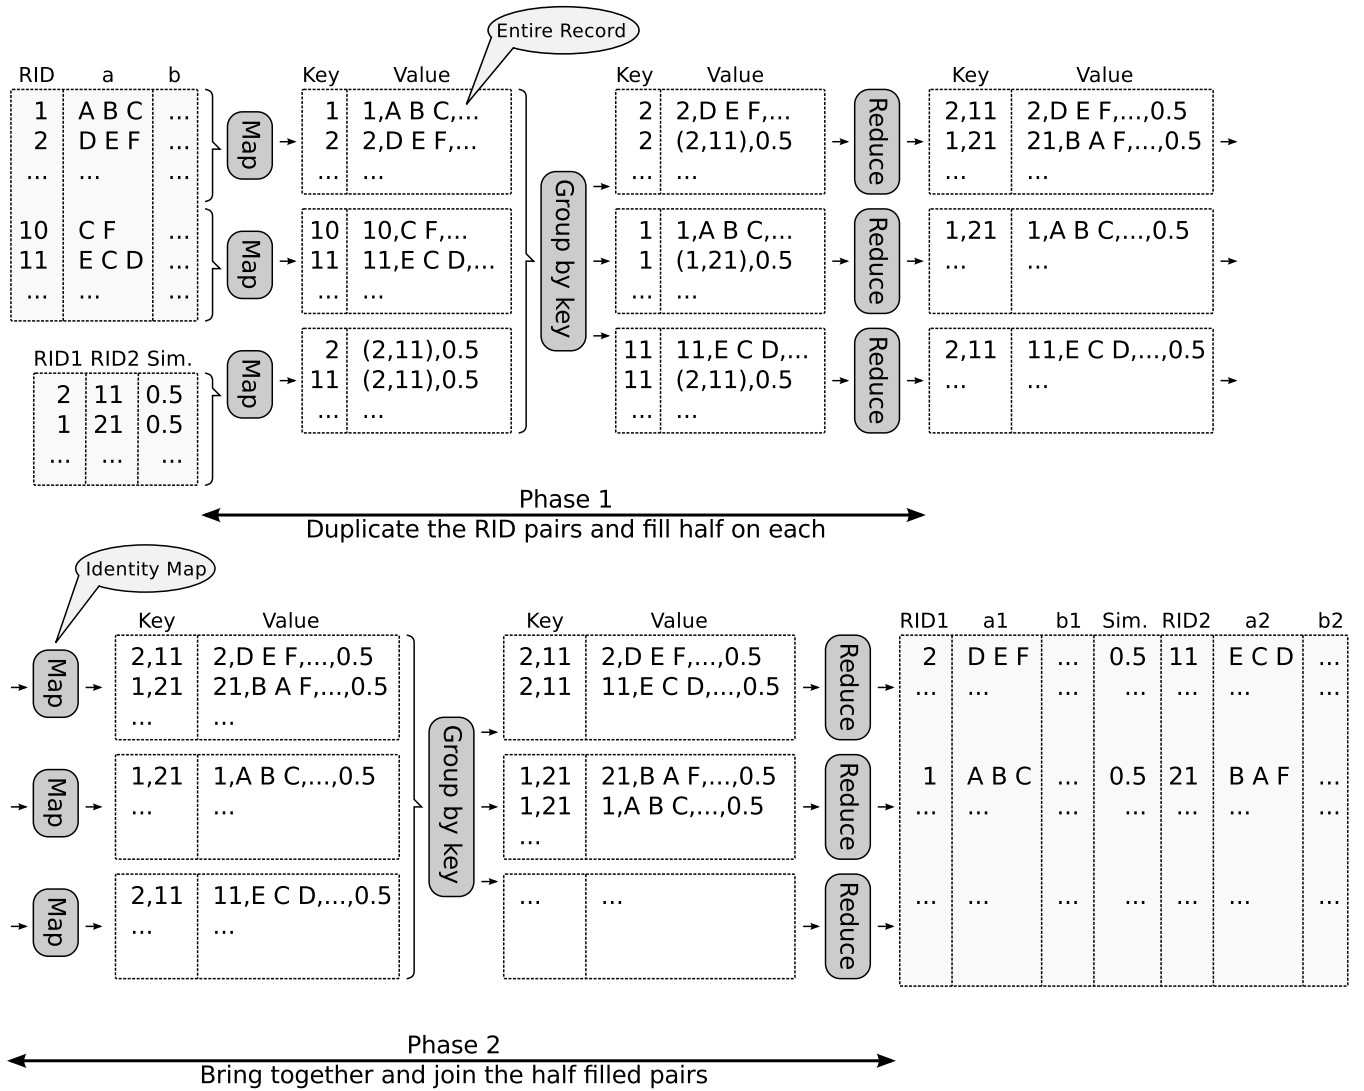 Entire Record
RID a b
1 A B C ...
2 D E F ...
... ... ...
10 C F ...
11 E C D ...
... ... ...
RID1 RID2 Sim.
2 11 0.5
1 21 0.5
... ... ...
Map
Map
Map
Key Value
1 1,A B C,...
2 2,D E F,...
... ...
10 10,C F,...
11 11,E C D,...
... ...
2 (2,11),0.5
11 (2,11),0.5
... ...
Group by key
Key Value
2 2,D E F,...
2 (2,11),0.5
... ...
1 1,A B C,...
1 (1,21),0.5
... ...
11 11,E C D,...
11 (2,11),0.5
... ...
Reduce
Reduce
Reduce
Key Value
2,11 2,D E F,...,0.5
1,21 21,B A F,...,0.5
... ...
1,21 1,A B C,...,0.5
... ...
2,11 11,E C D,...,0.5
... ...
Phase 1
Duplicate the RID pairs and fill half on each
Identity Map
Map
Map
Map
Key Value
2,11 2,D E F,...,0.5
1,21 21,B A F,...,0.5
... ...
1,21 1,A B C,...,0.5
... ...
2,11 11,E C D,...,0.5
... ...
Group by key
Key Value
2,11 2,D E F,...,0.5
2,11 11,E C D,...,0.5
1,21 21,B A F,...,0.5
1,21 1,A B C,...,0.5
...
... ...
Reduce
Reduce
Reduce
RID1 a1 b1 Sim. RID2 a2 b2
2 D E F ... 0.5 11 E C D ...
... ... ... ... ... ... ...
1 A B C ... 0.5 21 B A F ...
... ... ... ... ... ... ...
... ... ... ... ... ... ...
Phase 2
Bring together and join the half filled pairs